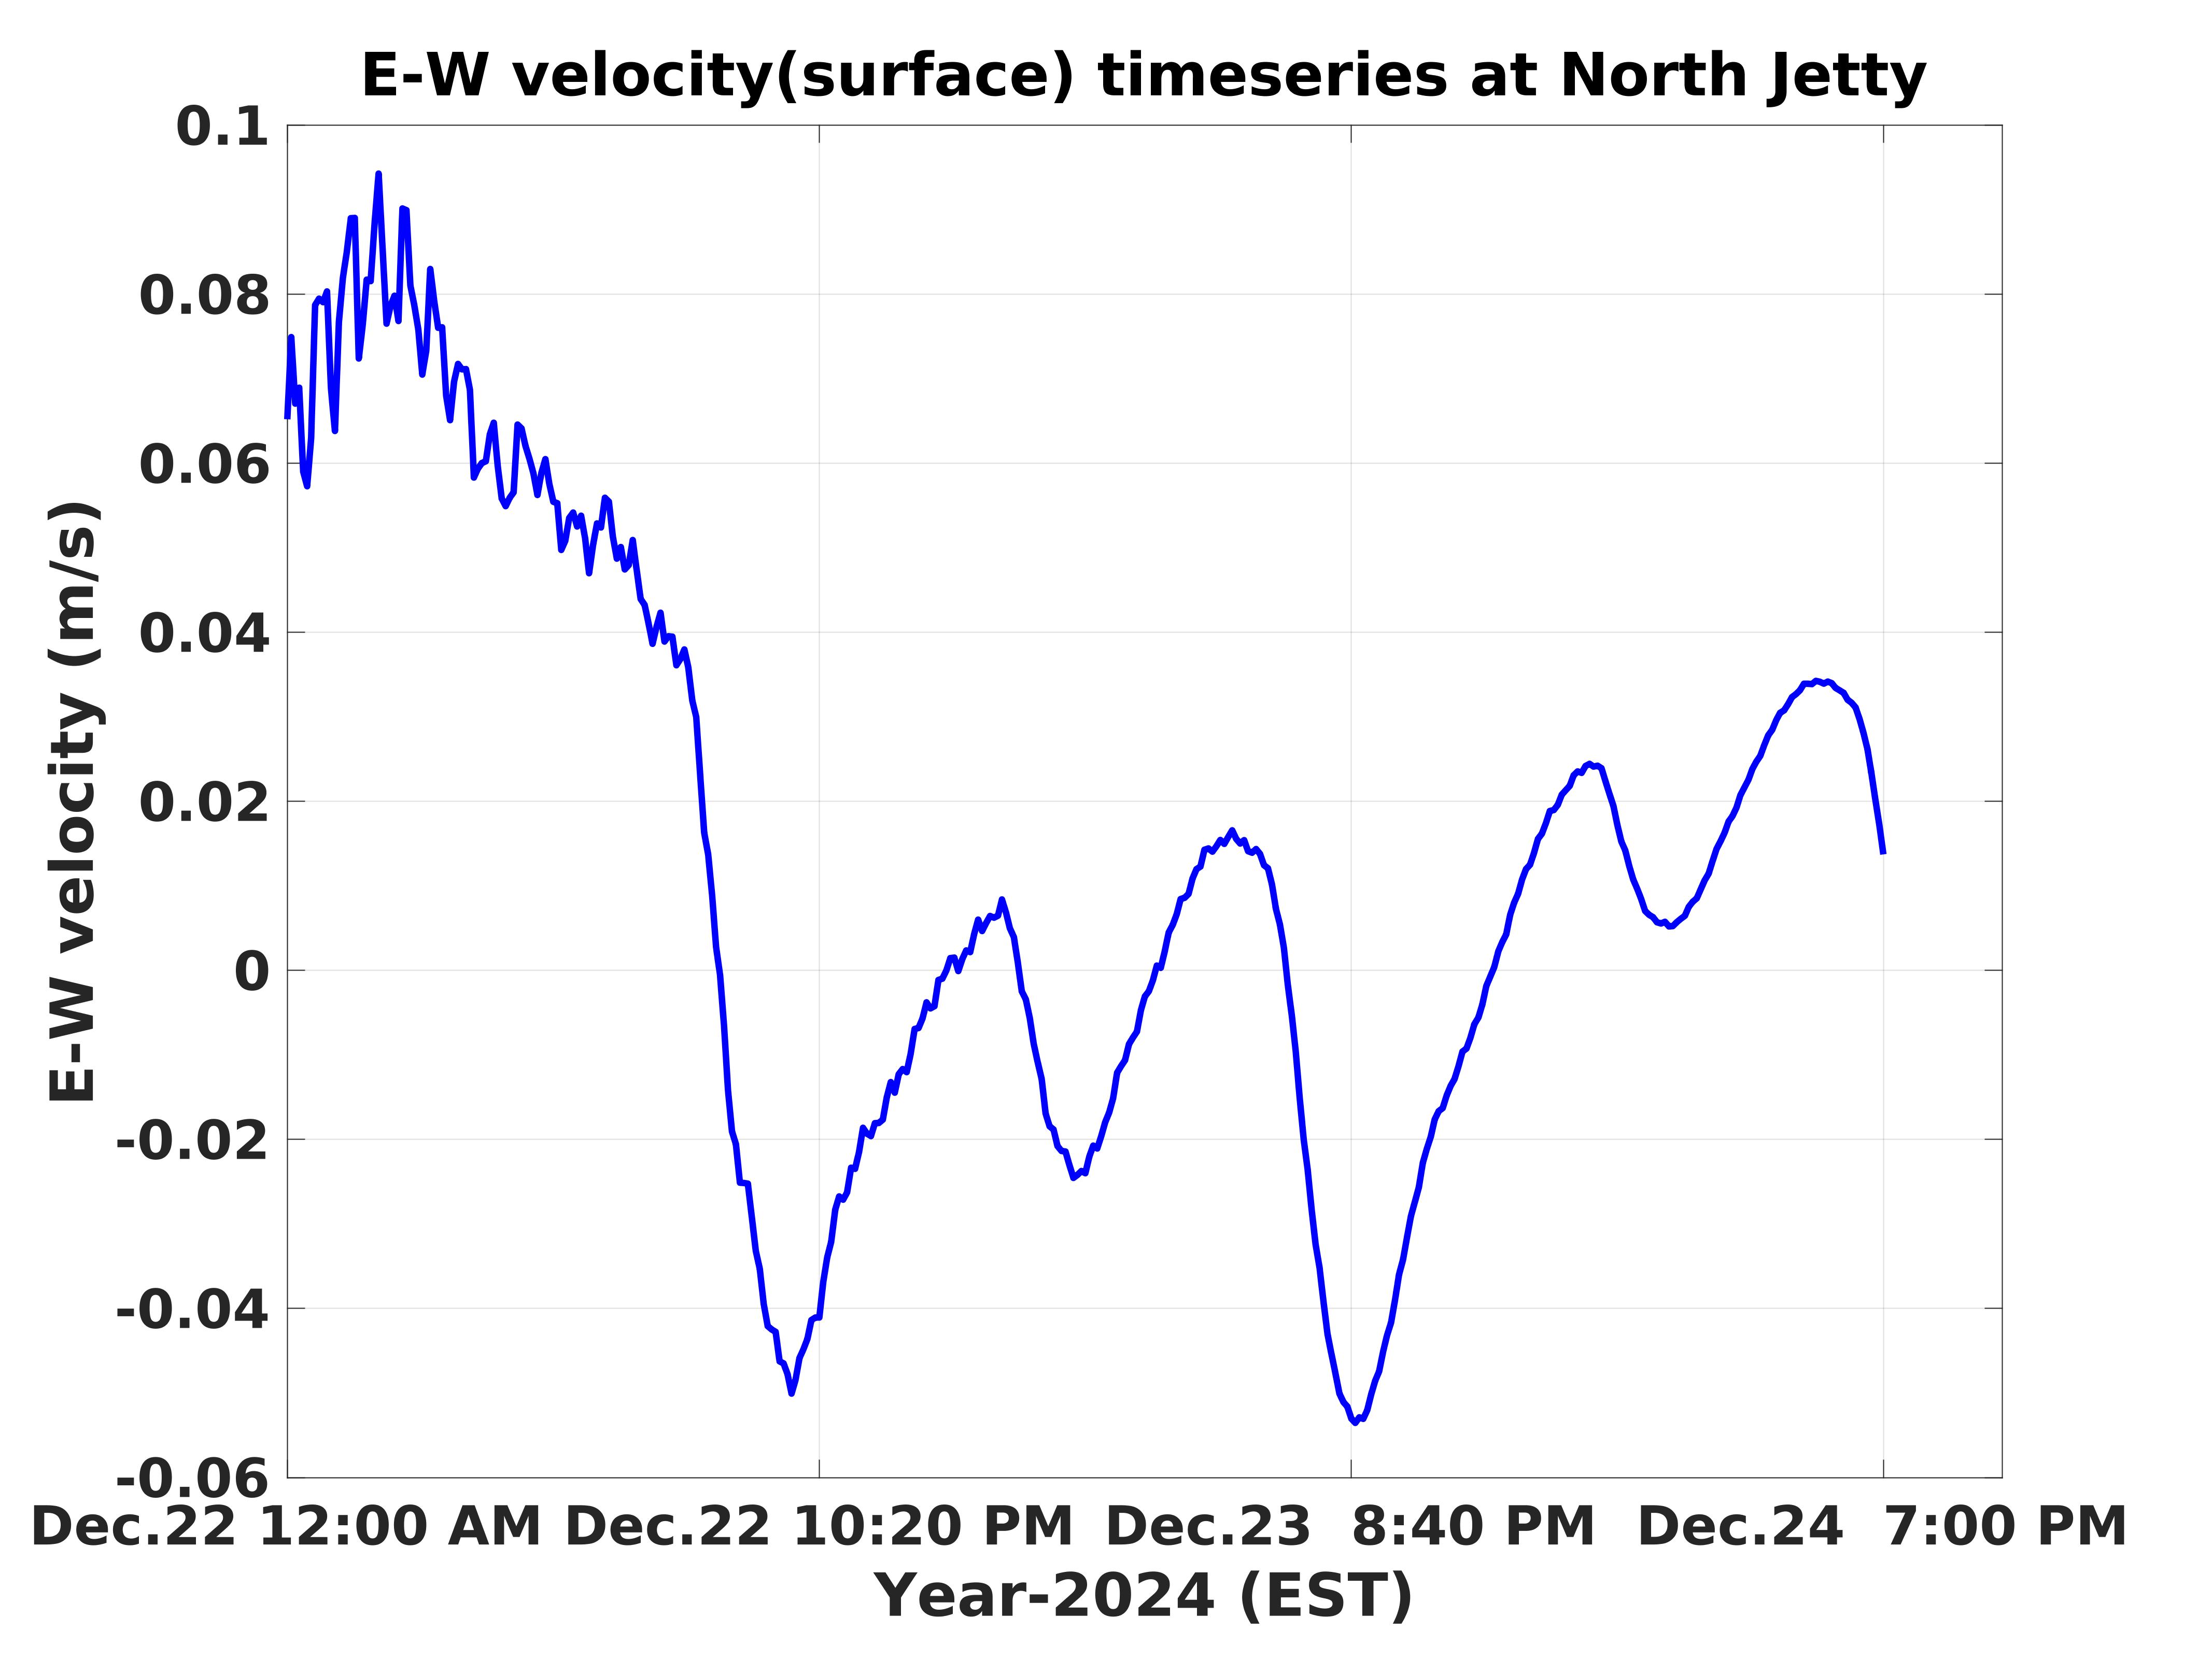 E-W velocity(surface) timeseries at North Jetty
E-W velocity (m/s)
0.1
0.08
0.06
0.04
0.02
0
-0.02
-0.04
-0.06
Dec.22 12:00 AM Dec.22 10:20 PM Dec.23 8:40 PM Dec.24 7:00 PM
Year-2024 (EST)